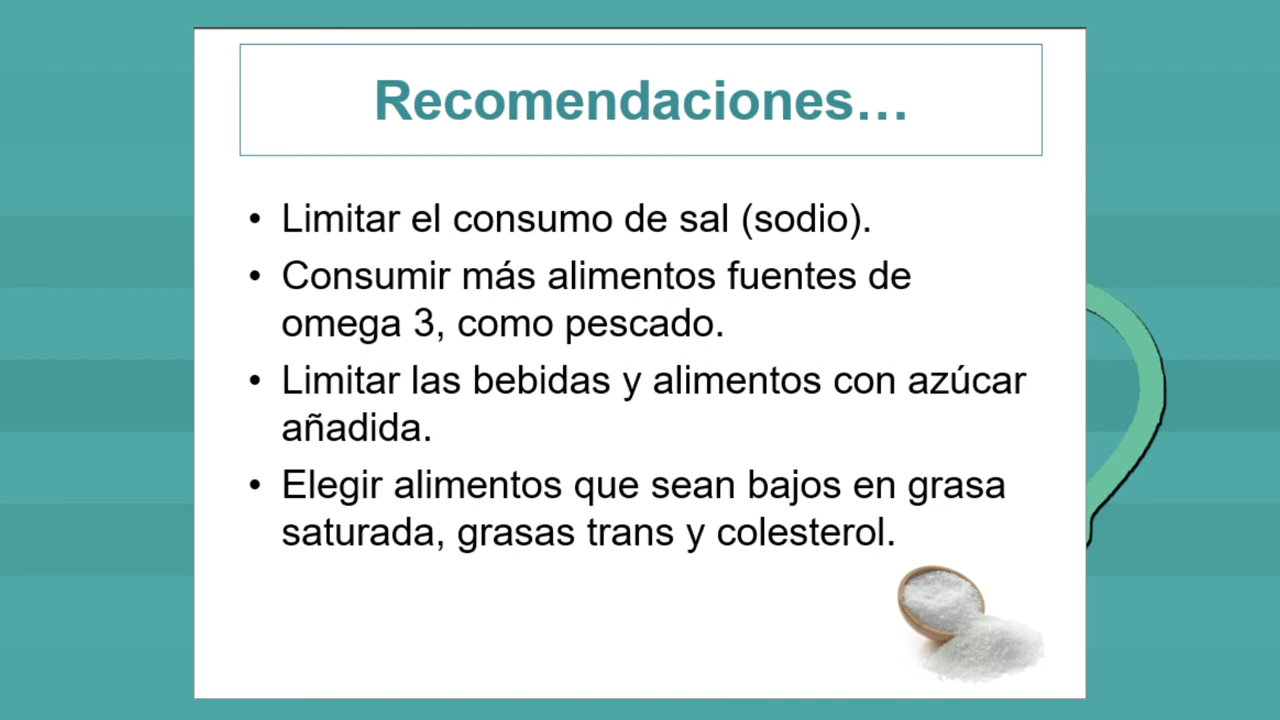 Recomendaciones…
• Limitar el consumo de sal (sodio).
• Consumir más alimentos fuentes de
omega 3, como pescado.
• Limitar las bebidas y alimentos con azúcar
añadida.
• Elegir alimentos que sean bajos en grasa
saturada, grasas trans y colesterol.